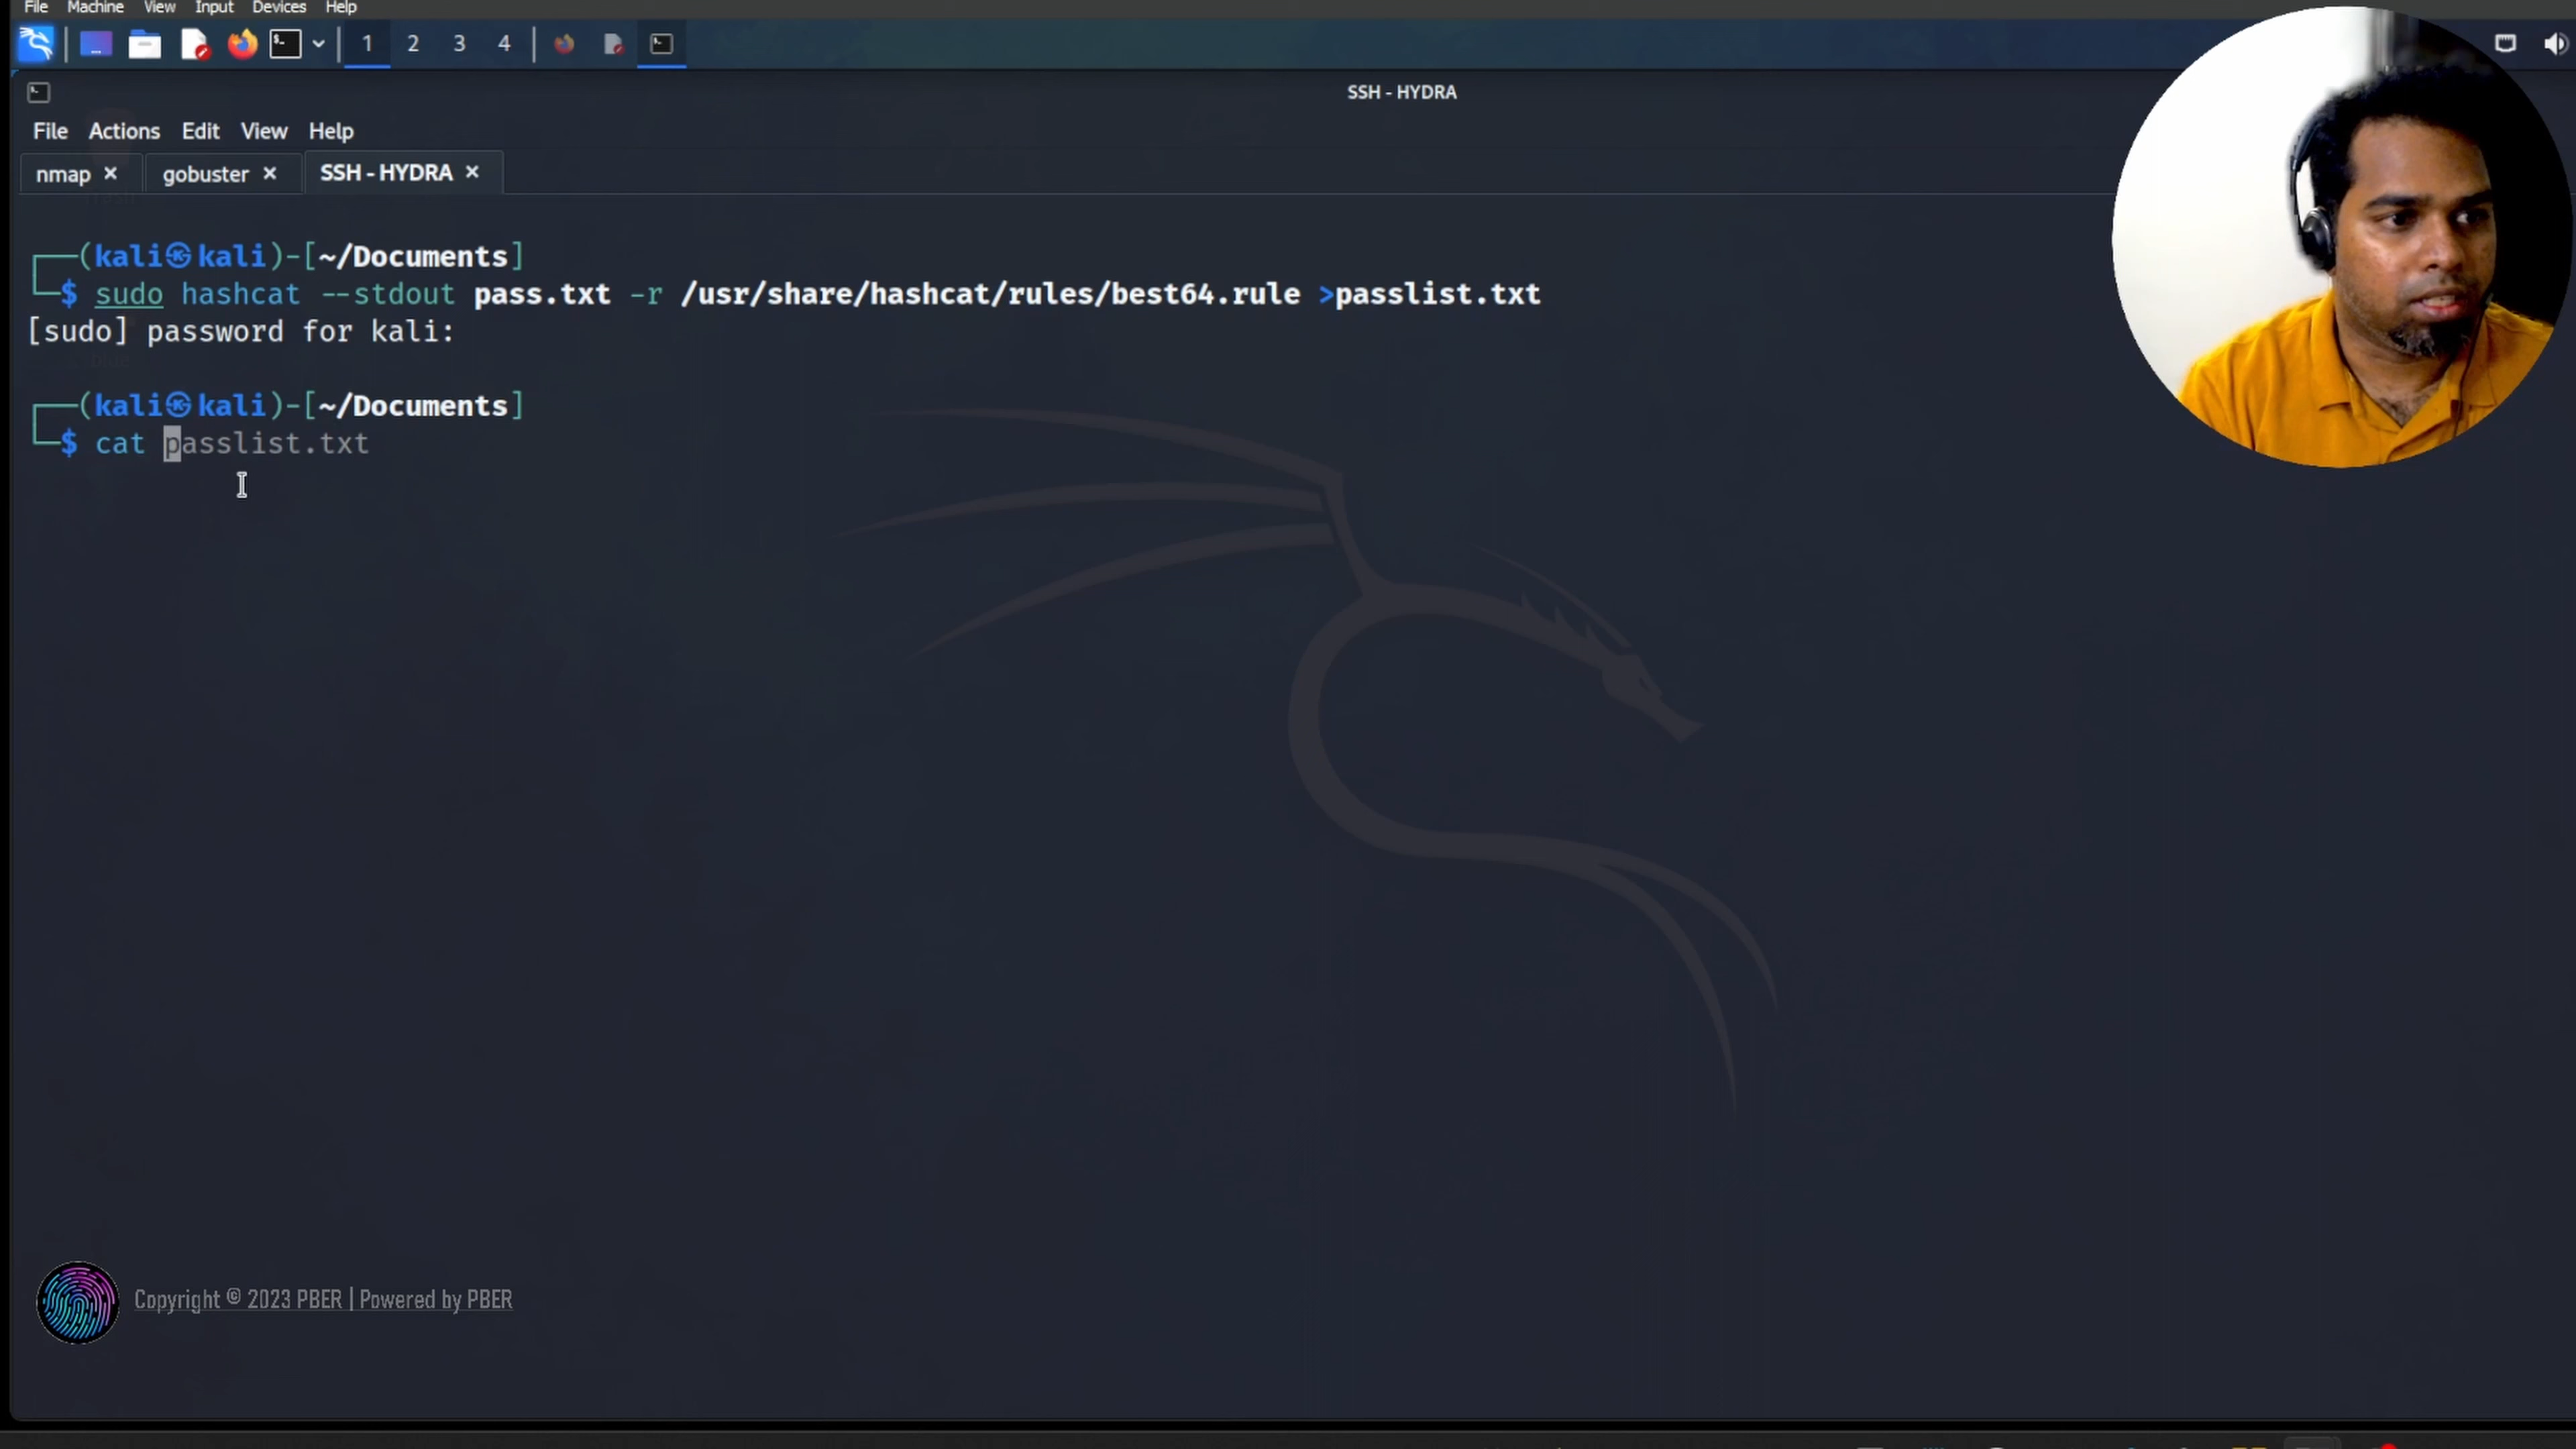 File Machine View Input Devices Help
1 2 3 4
SSH - HYDRA
File Actions Edit View Help
nmap × gobuster × SSH - HYDRA ×
┌──(kali㉿kali)-[~/Documents]
└─$ sudo hashcat --stdout pass.txt -r /usr/share/hashcat/rules/best64.rule >passlist.txt
[sudo] password for kali:
┌──(kali㉿kali)-[~/Documents]
└─$ cat passlist.txt
Copyright © 2023 PBER | Powered by PBER